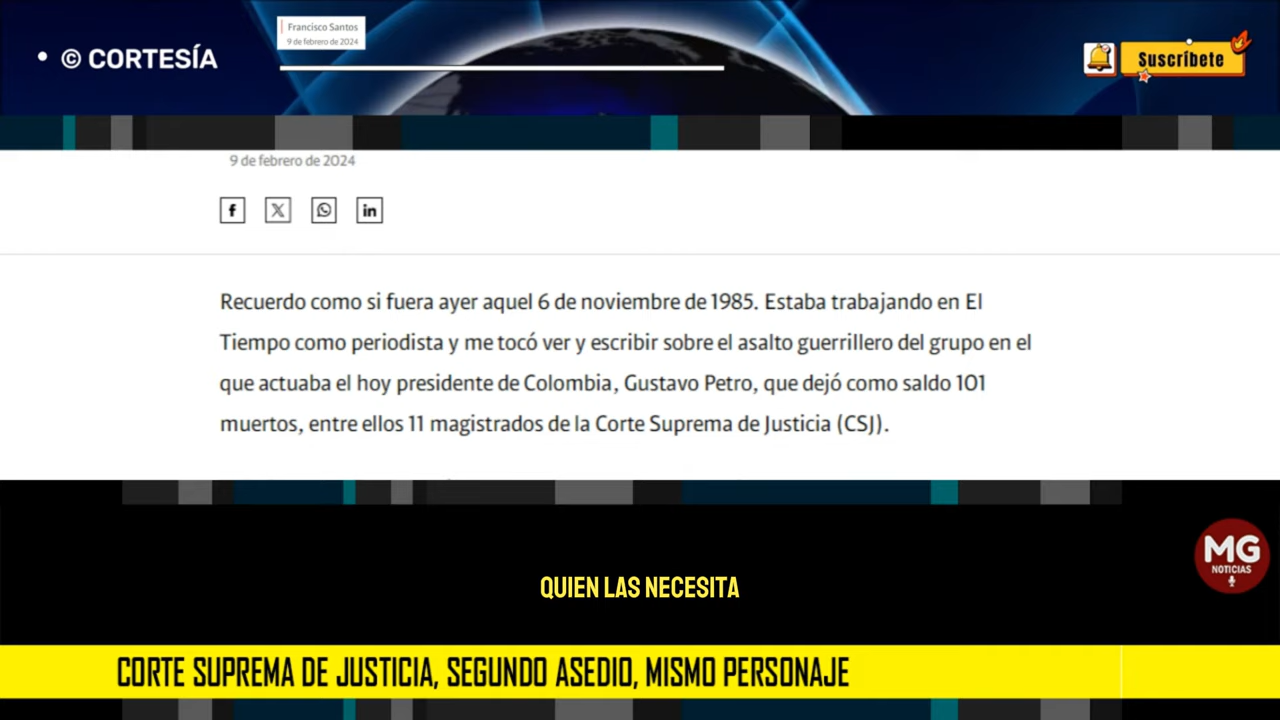 • © CORTESÍA
Francisco Santos
9 de febrero de 2024
Suscríbete
9 de febrero de 2024
Recuerdo como si fuera ayer aquel 6 de noviembre de 1985. Estaba trabajando en El
Tiempo como periodista y me tocó ver y escribir sobre el asalto guerrillero del grupo en el
que actuaba el hoy presidente de Colombia, Gustavo Petro, que dejó como saldo 101
muertos, entre ellos 11 magistrados de la Corte Suprema de Justicia (CSJ).
MG
NOTICIAS
QUIEN LAS NECESITA
CORTE SUPREMA DE JUSTICIA, SEGUNDO ASEDIO, MISMO PERSONAJE